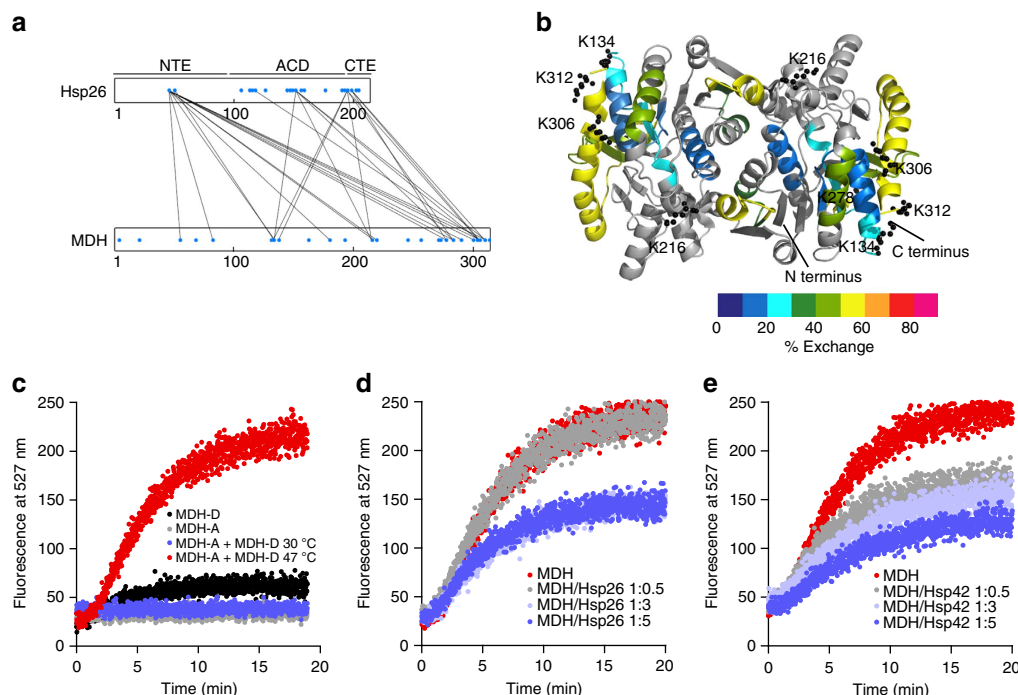 a
NTE ACD CTE
Hsp26
1 100 200
MDH
1 100 200 300
b
K134
K216
K312
K306
K306
K278
K312
K216
K134
C terminus
N terminus
0 20 40 60 80
% Exchange
c
Fluorescence at 527 nm
250
200
150
100
50
0
MDH-D
MDH-A
MDH-A + MDH-D 30 °C
MDH-A + MDH-D 47 °C
0 5 10 15 20
Time (min)
d
Fluorescence at 527 nm
250
200
150
100
50
0
MDH
MDH/Hsp26 1:0.5
MDH/Hsp26 1:3
MDH/Hsp26 1:5
0 5 10 15 20
Time (min)
e
Fluorescence at 527 nm
250
200
150
100
50
0
MDH
MDH/Hsp42 1:0.5
MDH/Hsp42 1:3
MDH/Hsp42 1:5
0 5 10 15 20
Time (min)